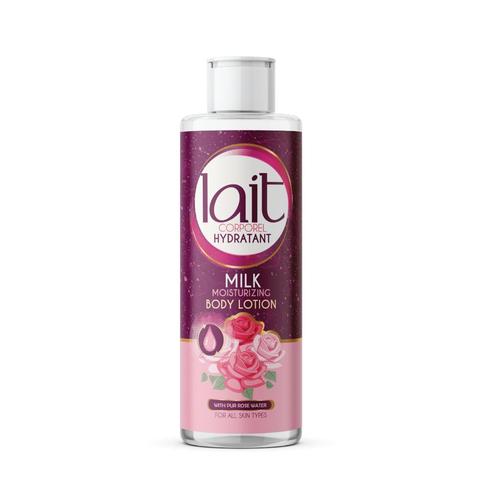 lait
CORPOREL
HYDRATANT
MILK
MOISTURIZING
BODY LOTION
WITH PUR ROSE WATER
FOR ALL SKIN TYPES